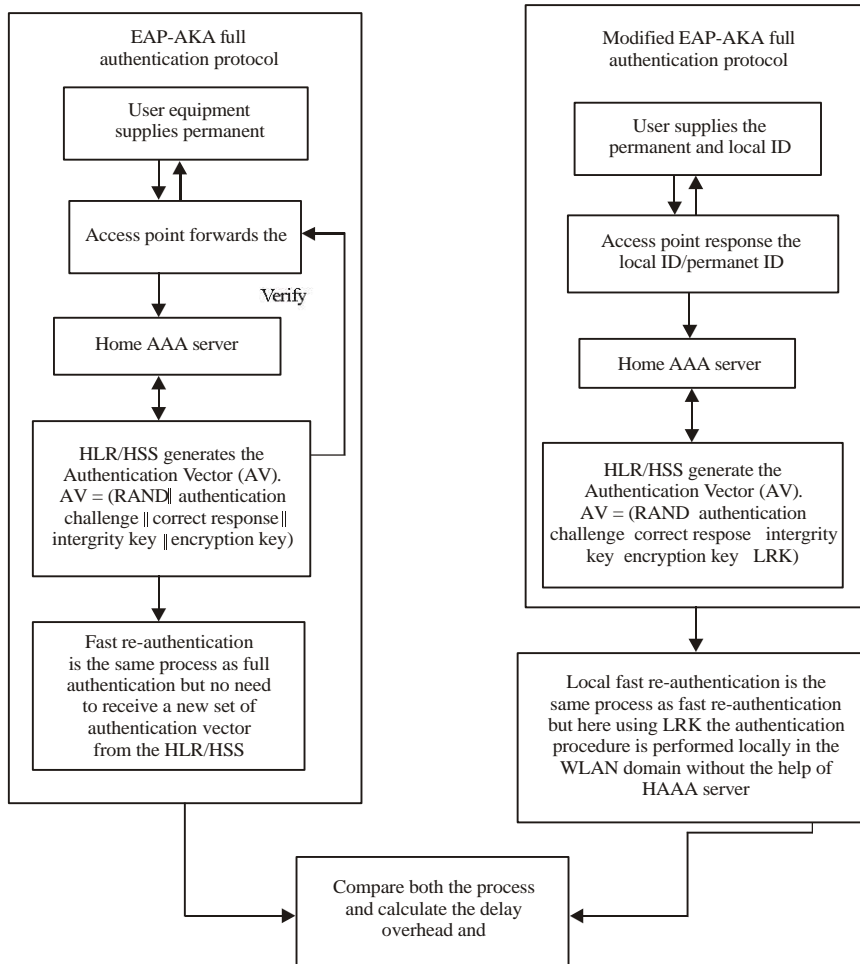 EAP-AKA full
authentication protocol
User equipment
supplies permanent
Access point forwards the
Verify
Home AAA server
HLR/HSS generates the
Authentication Vector (AV).
AV = (RAND|| authentication
challenge || correct response||
intergrity key || encryption key)
Fast re-authentication
is the same process as full
authentication but no need
to receive a new set of
authentication vector
from the HLR/HSS
Modified EAP-AKA full
authentication protocol
User supplies the
permanent and local ID
Access point response the
local ID/permanet ID
Home AAA server
HLR/HSS generate the
Authentication Vector (AV).
AV = (RAND authentication
challenge correct respose intergrity
key encryption key LRK)
Local fast re-authentication is the
same process as fast re-authentication
but here using LRK the authentication
procedure is performed locally in the
WLAN domain without the help of
HAAA server
Compare both the process
and calculate the delay
overhead and